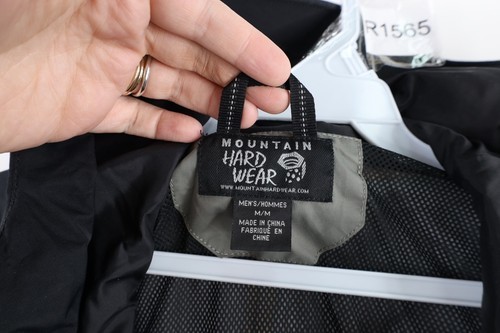 R1565
MOUNTAIN
HARD
WEAR
WWW.MOUNTAINHARDWEAR.COM
MEN'S/HOMMES
M/M
MADE IN CHINA
FABRIQUÉ EN
CHINE